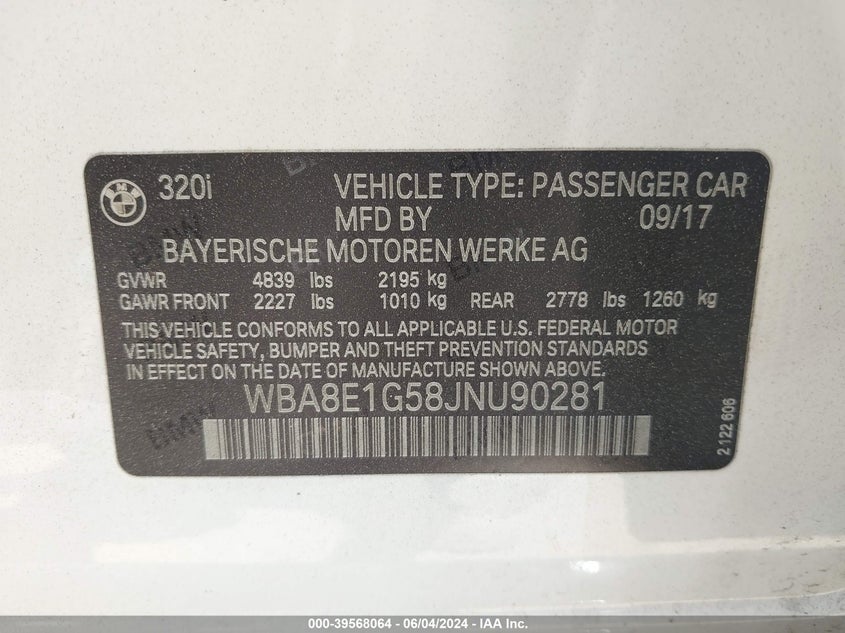 BMW
320i VEHICLE TYPE: PASSENGER CAR
MFD BY 09/17
BAYERISCHE MOTOREN WERKE AG
GVWR 4839 lbs 2195 kg
GAWR FRONT 2227 lbs 1010 kg REAR 2778 lbs 1260 kg
THIS VEHICLE CONFORMS TO ALL APPLICABLE U.S. FEDERAL MOTOR
VEHICLE SAFETY, BUMPER AND THEFT PREVENTION STANDARDS
IN EFFECT ON THE DATE OF MANUFACTURE SHOWN ABOVE.
WBA8E1G58JNU90281
2 122 606
000-39568064 | 06/04/2024 - IAA Inc.